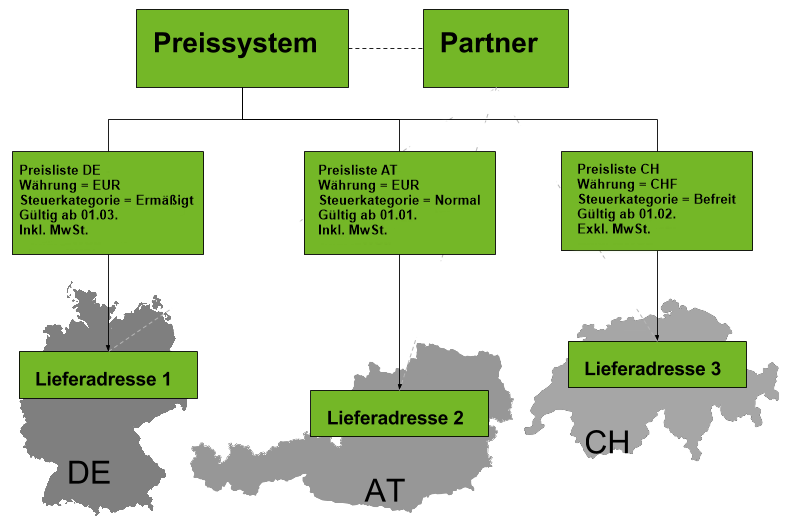 Preissystem
Partner
Preisliste DE
Währung = EUR
Steuerkategorie = Ermäßigt
Gültig ab 01.03.
Inkl. MwSt.
Preisliste AT
Währung = EUR
Steuerkategorie = Normal
Gültig ab 01.01.
Inkl. MwSt.
Preisliste CH
Währung = CHF
Steuerkategorie = Befreit
Gültig ab 01.02.
Exkl. MwSt.
Lieferadresse 1
Lieferadresse 2
Lieferadresse 3
DE
AT
CH